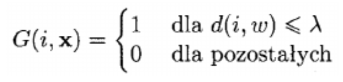 G(i, x) = { 1 dla d(i, w) ⩽ λ
0 dla pozostałych